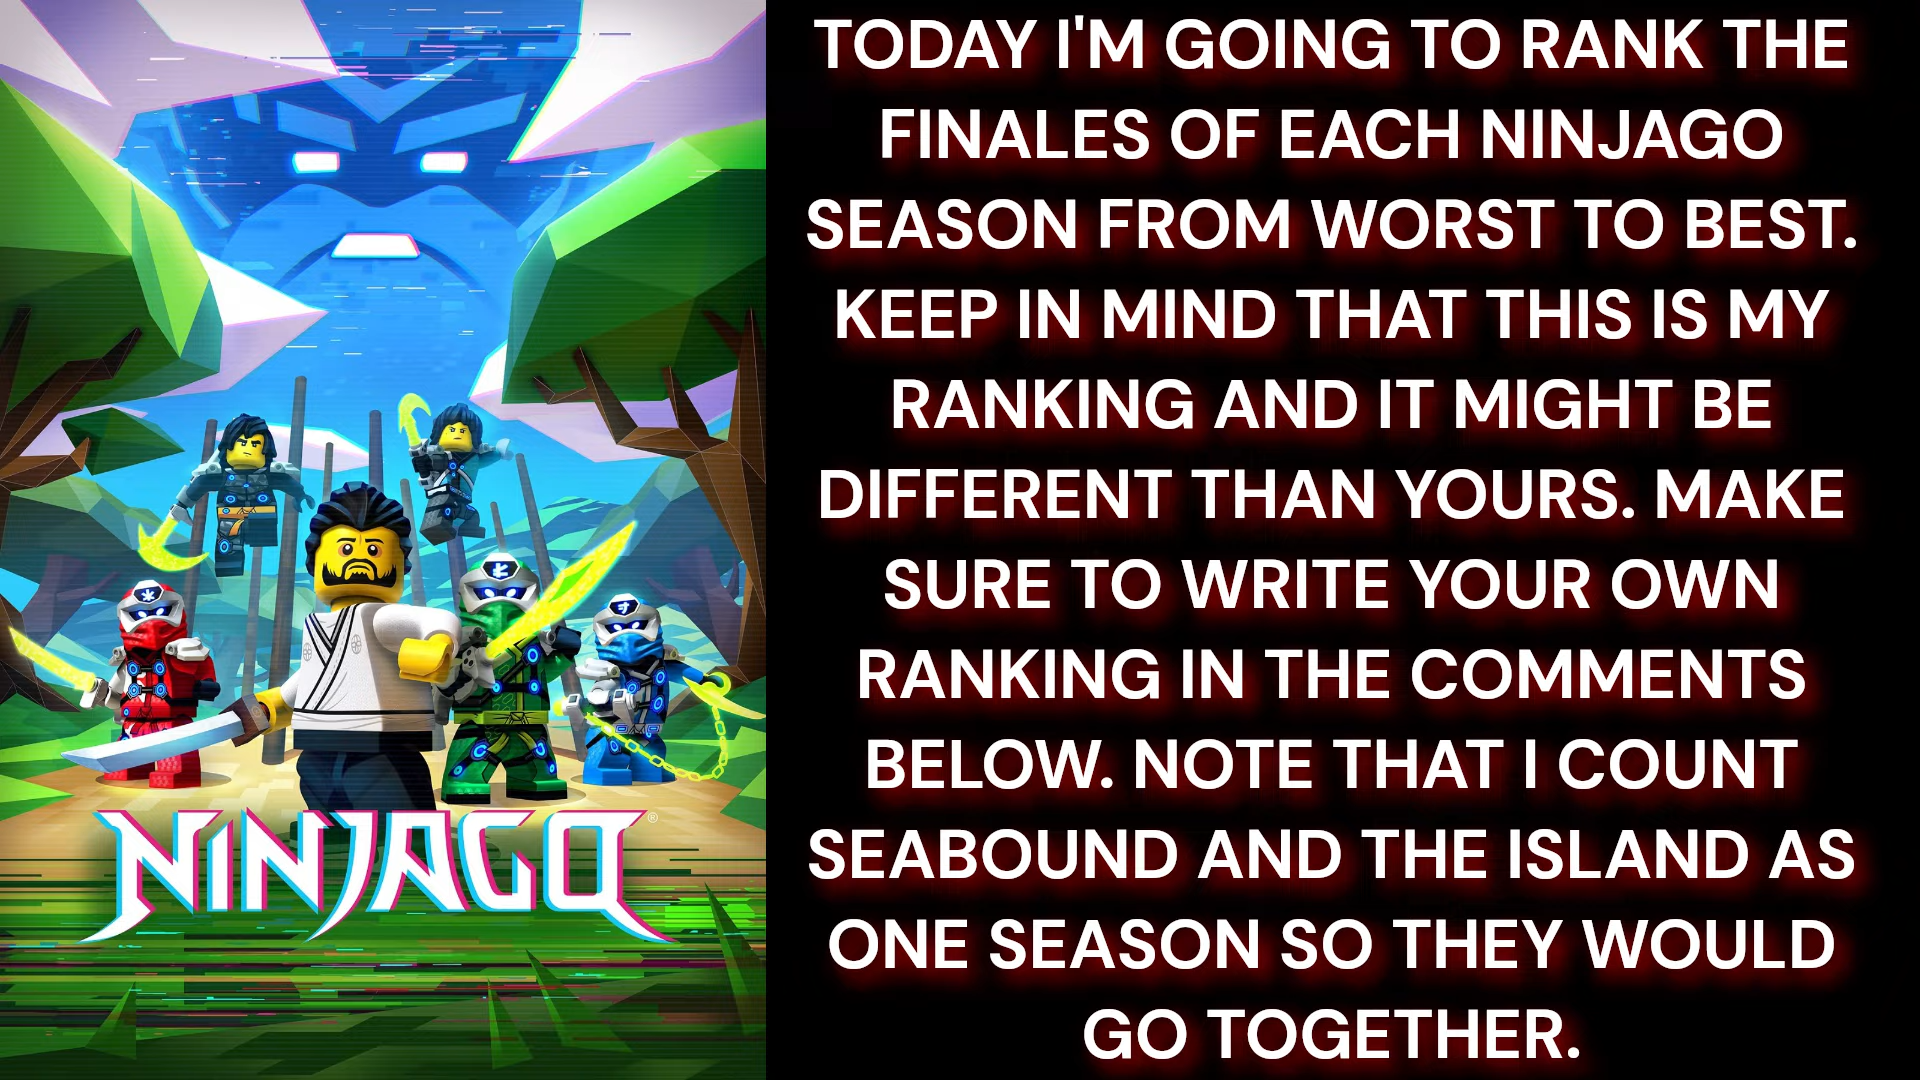 TODAY I'M GOING TO RANK THE
FINALES OF EACH NINJAGO
SEASON FROM WORST TO BEST.
KEEP IN MIND THAT THIS IS MY
RANKING AND IT MIGHT BE
DIFFERENT THAN YOURS. MAKE
SURE TO WRITE YOUR OWN
RANKING IN THE COMMENTS
BELOW. NOTE THAT I COUNT
SEABOUND AND THE ISLAND AS
ONE SEASON SO THEY WOULD
GO TOGETHER.
NINJAGO®